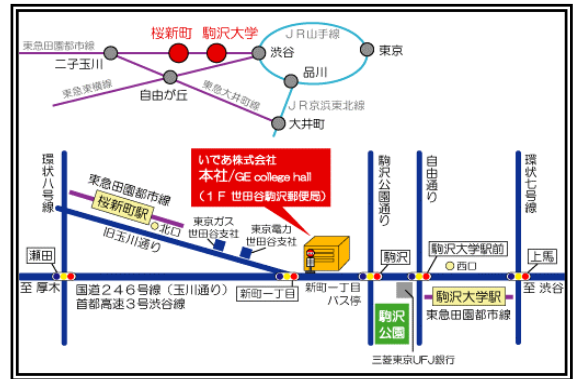 桜新町
駒沢大学
JR山手線
東急田園都市線
二子玉川
渋谷
東京
品川
東急東横線
自由が丘
東急大井町線
JR京浜東北線
大井町
いであ株式会社
本社/GE college hall
(1F 世田谷駒沢郵便局)
環状八号線
東急田園都市線
桜新町駅
北口
旧玉川通り
東京ガス
世田谷支社
東京電力
世田谷支社
駒沢公園通り
自由通り
環状七号線
瀬田
至 厚木
国道246号線(玉川通り)
首都高速3号渋谷線
新町一丁目
新町一丁目
バス停
駒沢
駒沢大学駅前
西口
上馬
至 渋谷
駒沢大学駅
東急田園都市線
駒沢
公園
三菱東京UFJ銀行